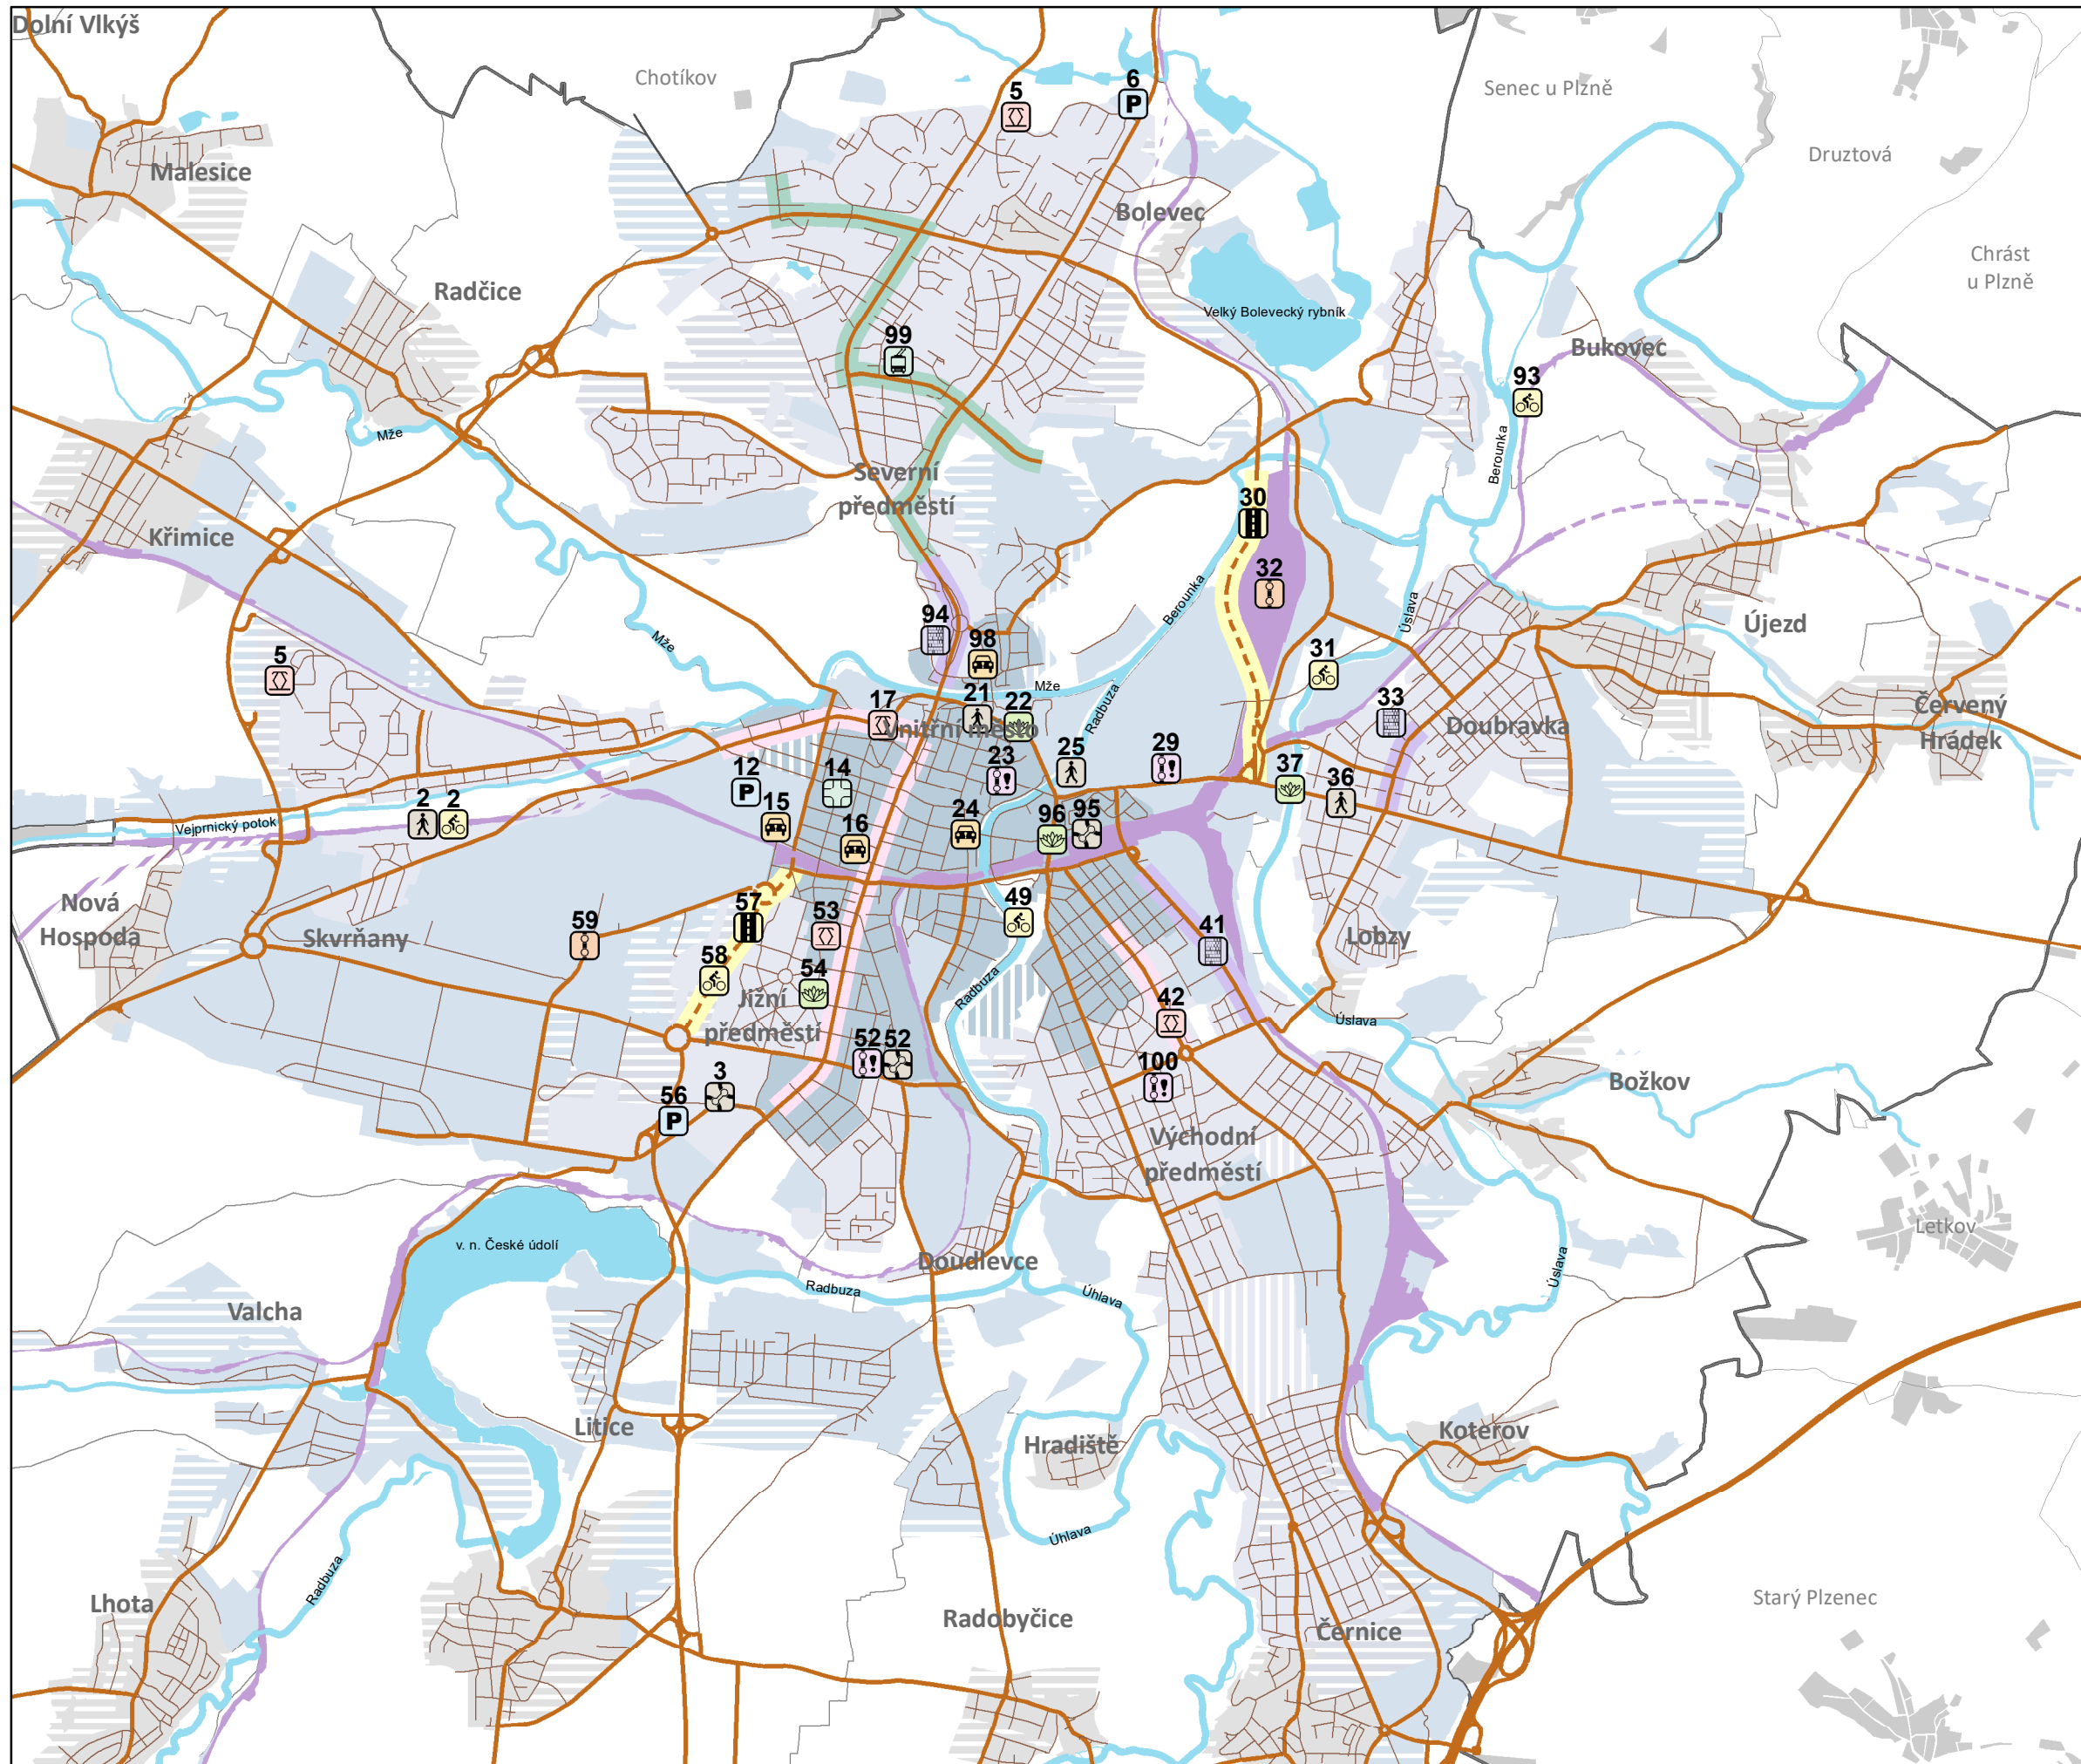 Dolní Vlkýš
Chotíkov
5
6
P
Senec u Plzně
Druztová
Malesice
Bolevec
Chrást
u Plzně
Radčice
Velký Bolevecký rybník
99
Bukovec
93
Mže
Berounka
Severní
předměstí
30
Křimice
32
Berounka
Úslava
94
Újezd
Mže
98
5
31
Mže
17
21
22
Radbuza
33
Červený
Hrádek
Vnitřní město
Doubravka
25
29
23
12
P
14
37
36
15
2
2
16
24
96
95
Vejprnický potok
Nová
Hospoda
57
53
49
59
Skvrňany
41
Lobzy
58
54
Radbuza
Jižní
předměstí
42
Úslava
52
52
100
3
56
P
Božkov
Východní
předměstí
Letkov
v. n. České údolí
Doudlevce
Úslava
Radbuza
Úhlava
Valcha
Litice
Hradiště
Koterov
Úhlava
Radbuza
Lhota
Radobyčice
Černice
Starý Plzenec